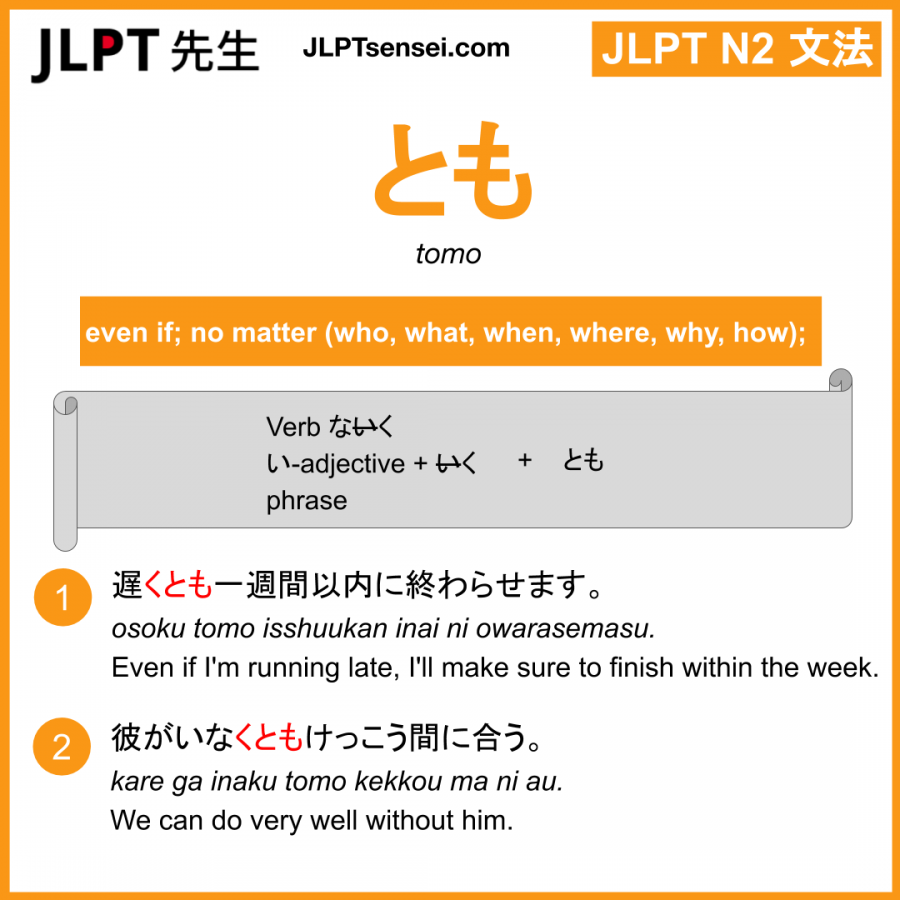 JLPT 先生
JLPTsensei.com
JLPT N2 文法
とも
tomo
even if; no matter (who, what, when, where, why, how);
Verb ないく
い-adjective + いく + とも
phrase
1 遅くとも一週間以内に終わらせます。
osoku tomo isshuukan inai ni owarasemasu.
Even if I'm running late, I'll make sure to finish within the week.
2 彼がいなくともけっこう間に合う。
kare ga inaku tomo kekkou ma ni au.
We can do very well without him.